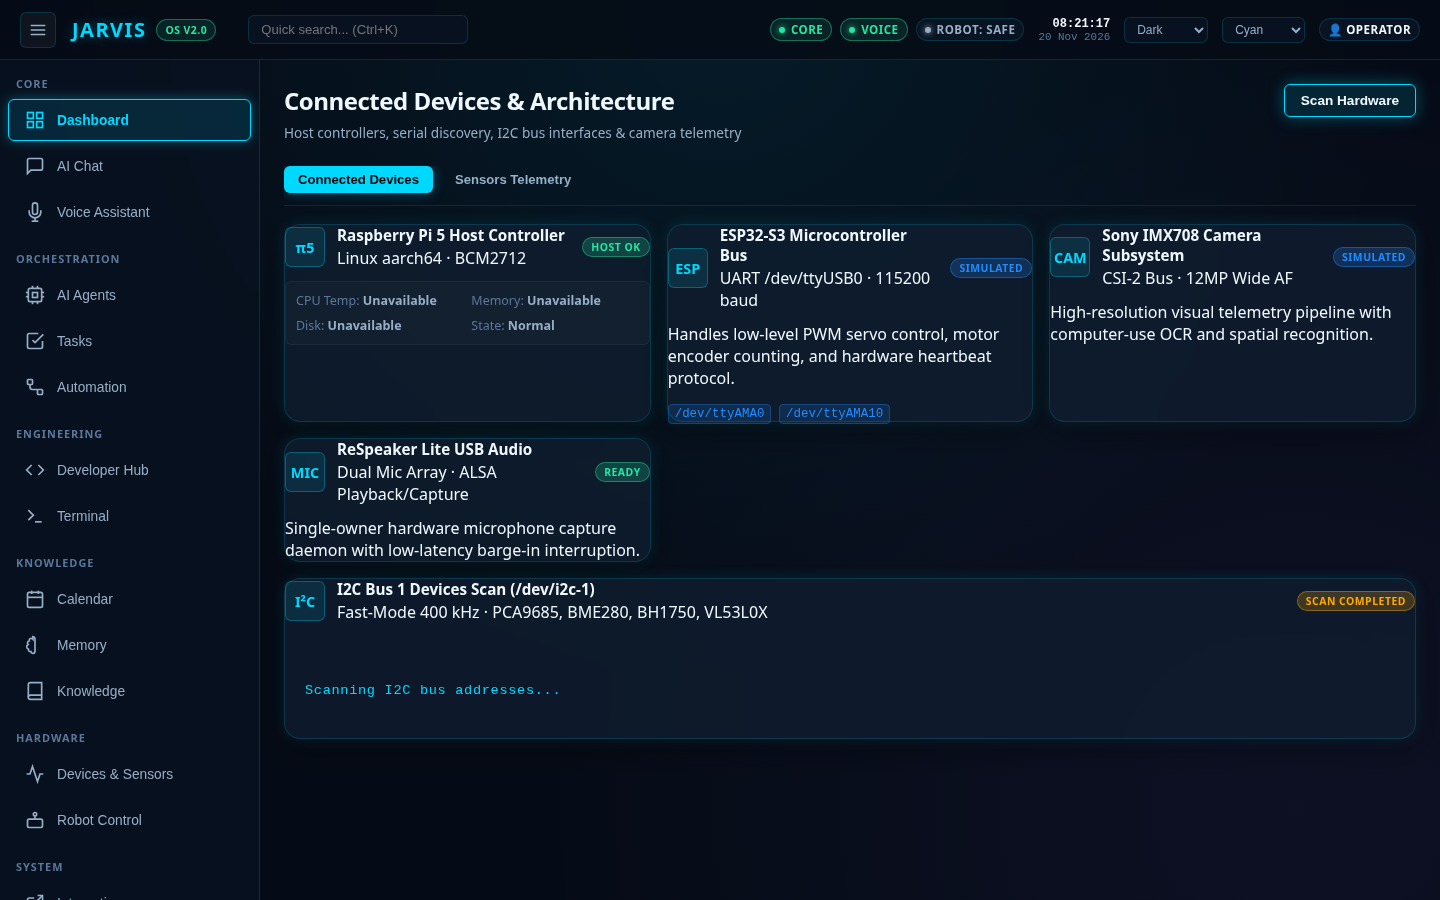 JARVIS
OS V2.0
Quick search... (Ctrl+K)
CORE
VOICE
ROBOT: SAFE
08:21:17
20 Nov 2026
Dark
Cyan
OPERATOR
CORE
Dashboard
AI Chat
Voice Assistant
ORCHESTRATION
AI Agents
Tasks
Automation
ENGINEERING
Developer Hub
Terminal
KNOWLEDGE
Calendar
Memory
Knowledge
HARDWARE
Devices & Sensors
Robot Control
SYSTEM
Connected Devices & Architecture
Host controllers, serial discovery, I2C bus interfaces & camera telemetry
Scan Hardware
Connected Devices
Sensors Telemetry
π5
Raspberry Pi 5 Host Controller
Linux aarch64 · BCM2712
HOST OK
CPU Temp: Unavailable
Memory: Unavailable
Disk: Unavailable
State: Normal
ESP
ESP32-S3 Microcontroller
Bus
UART /dev/ttyUSB0 · 115200
baud
SIMULATED
Handles low-level PWM servo control, motor
encoder counting, and hardware heartbeat
protocol.
/dev/ttyAMA0
/dev/ttyAMA10
CAM
Sony IMX708 Camera
Subsystem
CSI-2 Bus · 12MP Wide AF
SIMULATED
High-resolution visual telemetry pipeline with
computer-use OCR and spatial recognition.
MIC
ReSpeaker Lite USB Audio
Dual Mic Array · ALSA
Playback/Capture
READY
Single-owner hardware microphone capture
daemon with low-latency barge-in interruption.
I²C
I2C Bus 1 Devices Scan (/dev/i2c-1)
Fast-Mode 400 kHz · PCA9685, BME280, BH1750, VL53L0X
SCAN COMPLETED
Scanning I2C bus addresses...